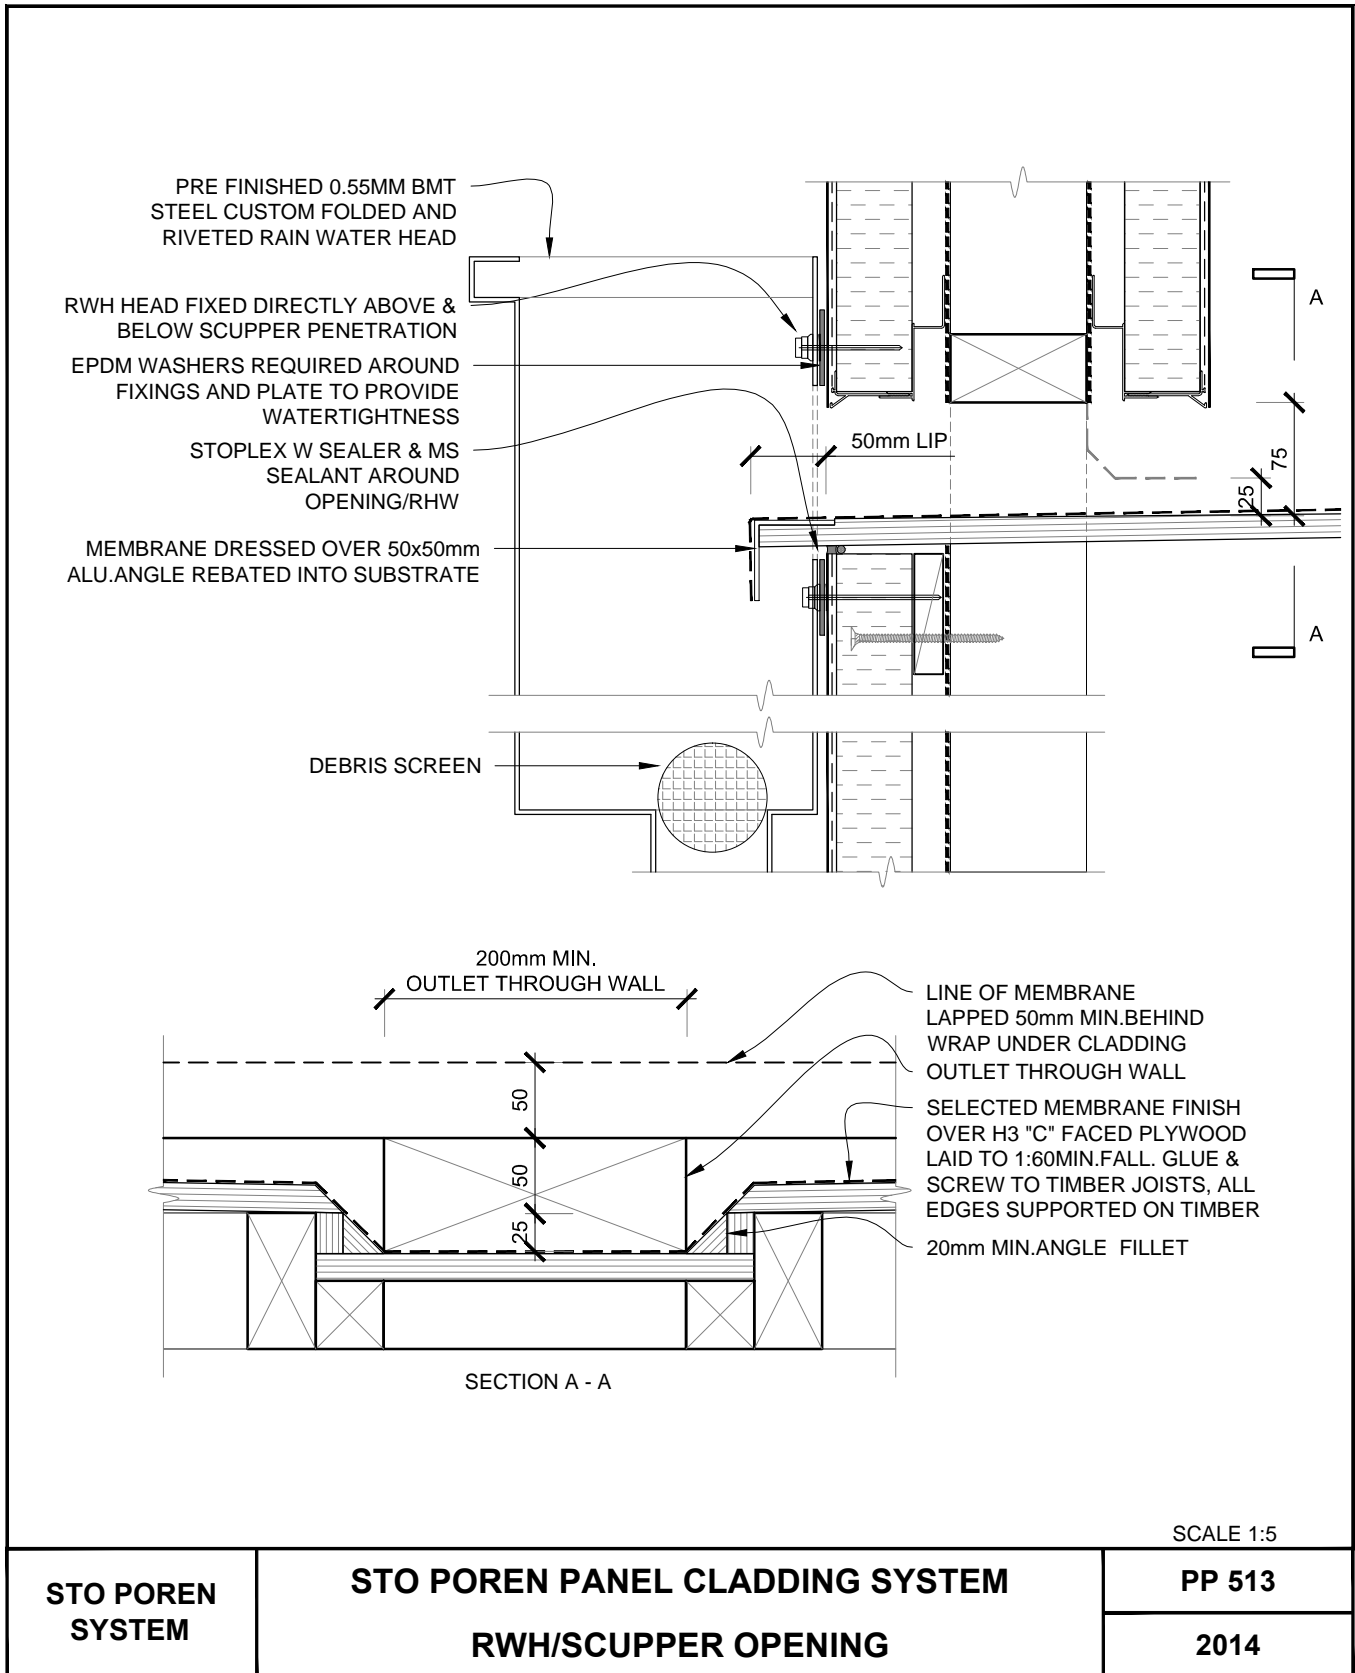 PRE FINISHED 0.55MM BMT
STEEL CUSTOM FOLDED AND
RIVETED RAIN WATER HEAD
RWH HEAD FIXED DIRECTLY ABOVE &
BELOW SCUPPER PENETRATION
EPDM WASHERS REQUIRED AROUND
FIXINGS AND PLATE TO PROVIDE
WATERTIGHTNESS
STOPLEX W SEALER & MS
SEALANT AROUND
OPENING/RHW
MEMBRANE DRESSED OVER 50x50mm
ALU.ANGLE REBATED INTO SUBSTRATE
DEBRIS SCREEN
50mm LIP
A
75
25
A
200mm MIN.
OUTLET THROUGH WALL
50
50
25
LINE OF MEMBRANE
LAPPED 50mm MIN.BEHIND
WRAP UNDER CLADDING
OUTLET THROUGH WALL
SELECTED MEMBRANE FINISH
OVER H3 "C" FACED PLYWOOD
LAID TO 1:60MIN.FALL. GLUE &
SCREW TO TIMBER JOISTS, ALL
EDGES SUPPORTED ON TIMBER
20mm MIN.ANGLE FILLET
SECTION A - A
SCALE 1:5
STO POREN
SYSTEM
STO POREN PANEL CLADDING SYSTEM
RWH/SCUPPER OPENING
PP 513
2014